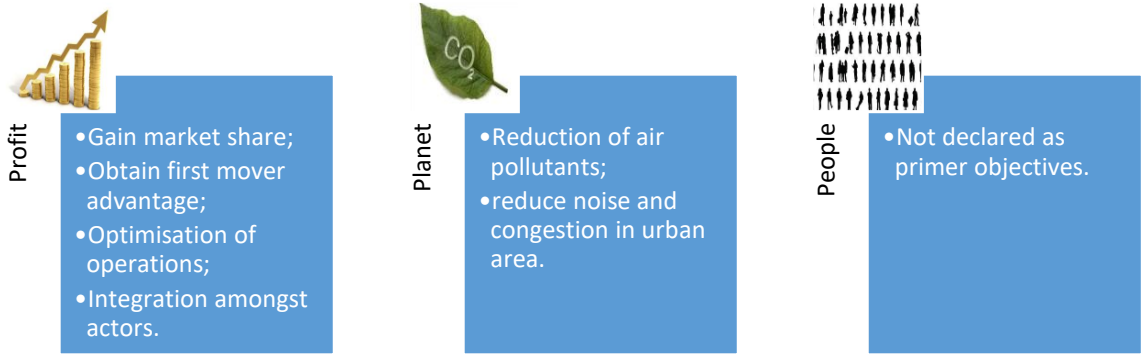 Profit
•Gain market share;
•Obtain first mover
advantage;
•Optimisation of
operations;
•Integration amongst
actors.
CO2
Planet
•Reduction of air
pollutants;
•reduce noise and
congestion in urban
area.
People
•Not declared as
primer objectives.